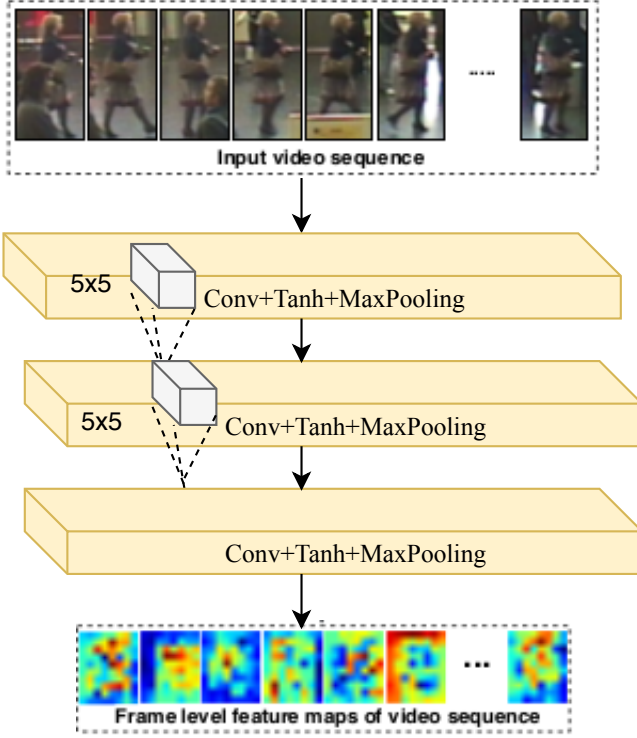 ......
Input video sequence
5x5
Conv+Tanh+MaxPooling
5x5
Conv+Tanh+MaxPooling
Conv+Tanh+MaxPooling
...
Frame level feature maps of video sequence